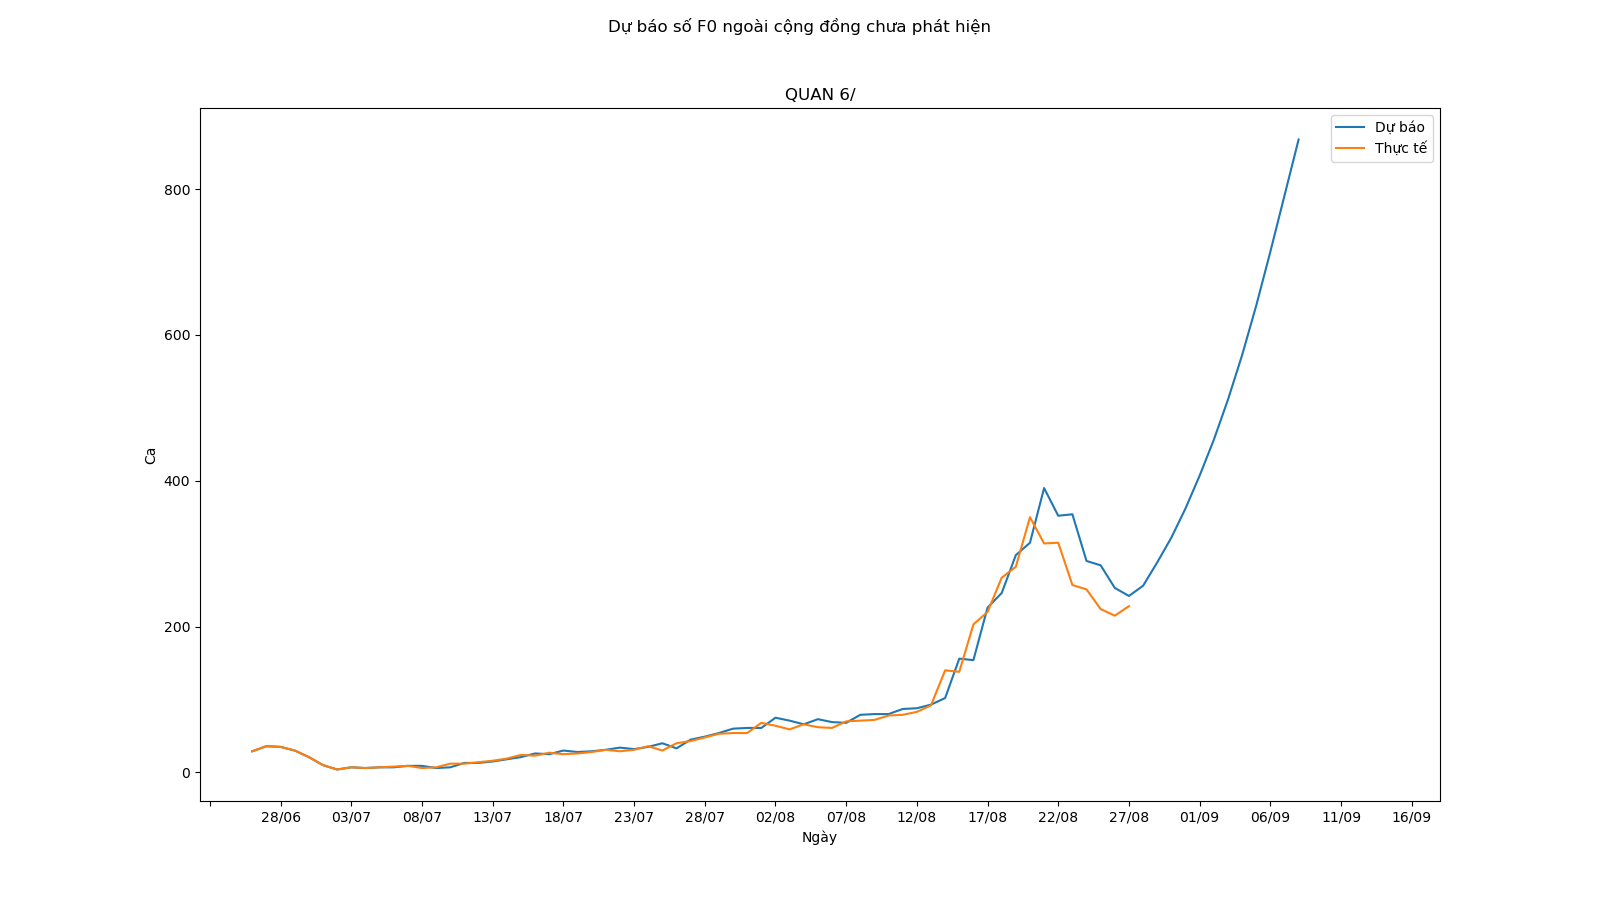 Dự báo số F0 ngoài cộng đồng chưa phát hiện
QUAN 6/
Dự báo
Thực tế
800
600
400
200
0
Ca
28/06 03/07 08/07 13/07 18/07 23/07 28/07 02/08 07/08 12/08 17/08 22/08 27/08 01/09 06/09 11/09 16/09
Ngày